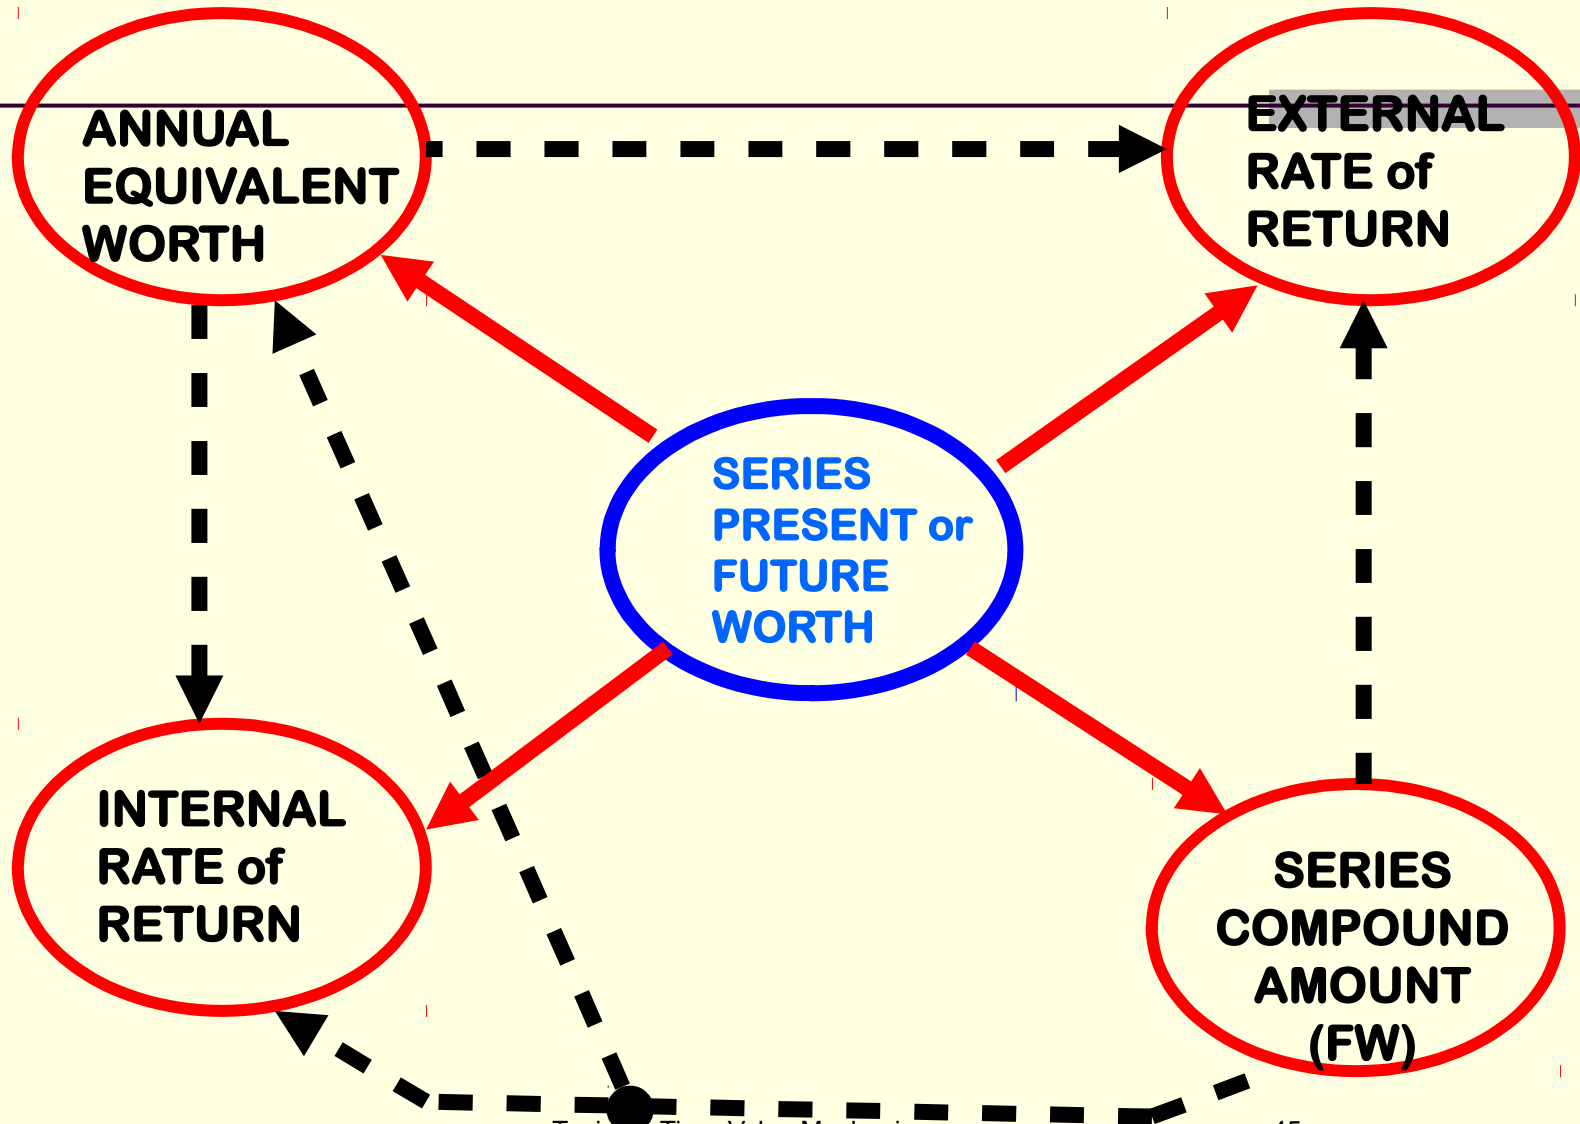 ANNUAL
EQUIVALENT
WORTH
EXTERNAL
RATE of
RETURN
SERIES
PRESENT or
FUTURE
WORTH
INTERNAL
RATE of
RETURN
SERIES
COMPOUND
AMOUNT
(FW)